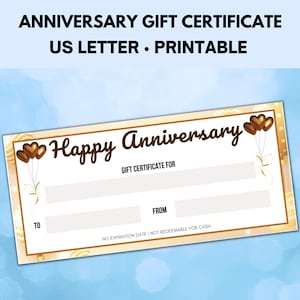 ANNIVERSARY GIFT CERTIFICATE
US LETTER • PRINTABLE
Happy Anniversary
GIFT CERTIFICATE FOR
TO
FROM
NO EXPIRATION DATE | NOT REDEEMABLE FOR CASH